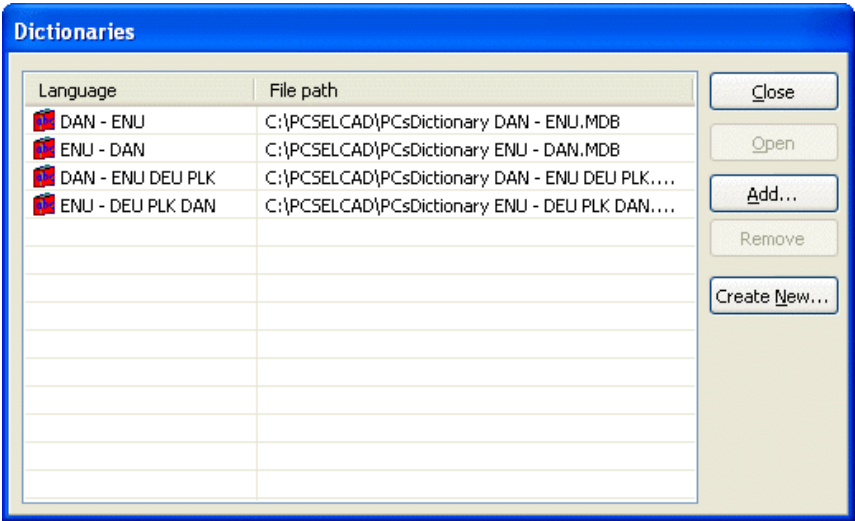 Dictionaries
Language File path
DAN - ENU C:\PCSELCAD\PCsDictionary DAN - ENU.MDB
ENU - DAN C:\PCSELCAD\PCsDictionary ENU - DAN.MDB
DAN - ENU DEU PLK C:\PCSELCAD\PCsDictionary DAN - ENU DEU PLK....
ENU - DEU PLK DAN C:\PCSELCAD\PCsDictionary ENU - DEU PLK DAN....
Close
Open
Add...
Remove
Create New...